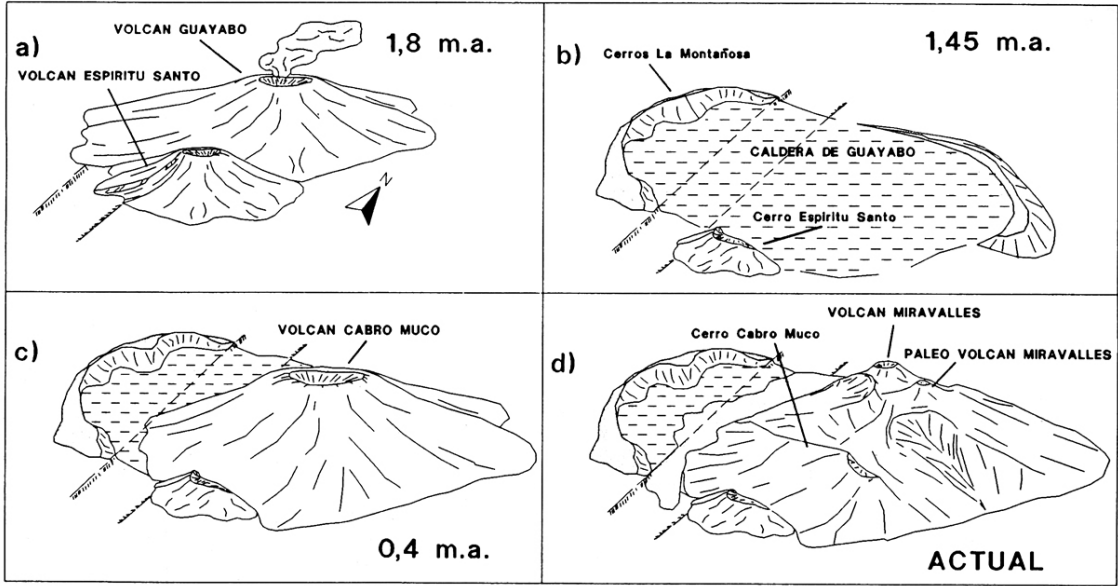 a)
VOLCAN GUAYABO
1,8 m.a.
VOLCAN ESPIRITU SANTO
N
b)
Cerros La Montañosa
1,45 m.a.
CALDERA DE GUAYABO
Cerro Espiritu Santo
c)
VOLCAN CABRO MUCO
0,4 m.a.
d)
VOLCAN MIRAVALLES
Cerro Cabro Muco
PALEO VOLCAN MIRAVALLES
ACTUAL